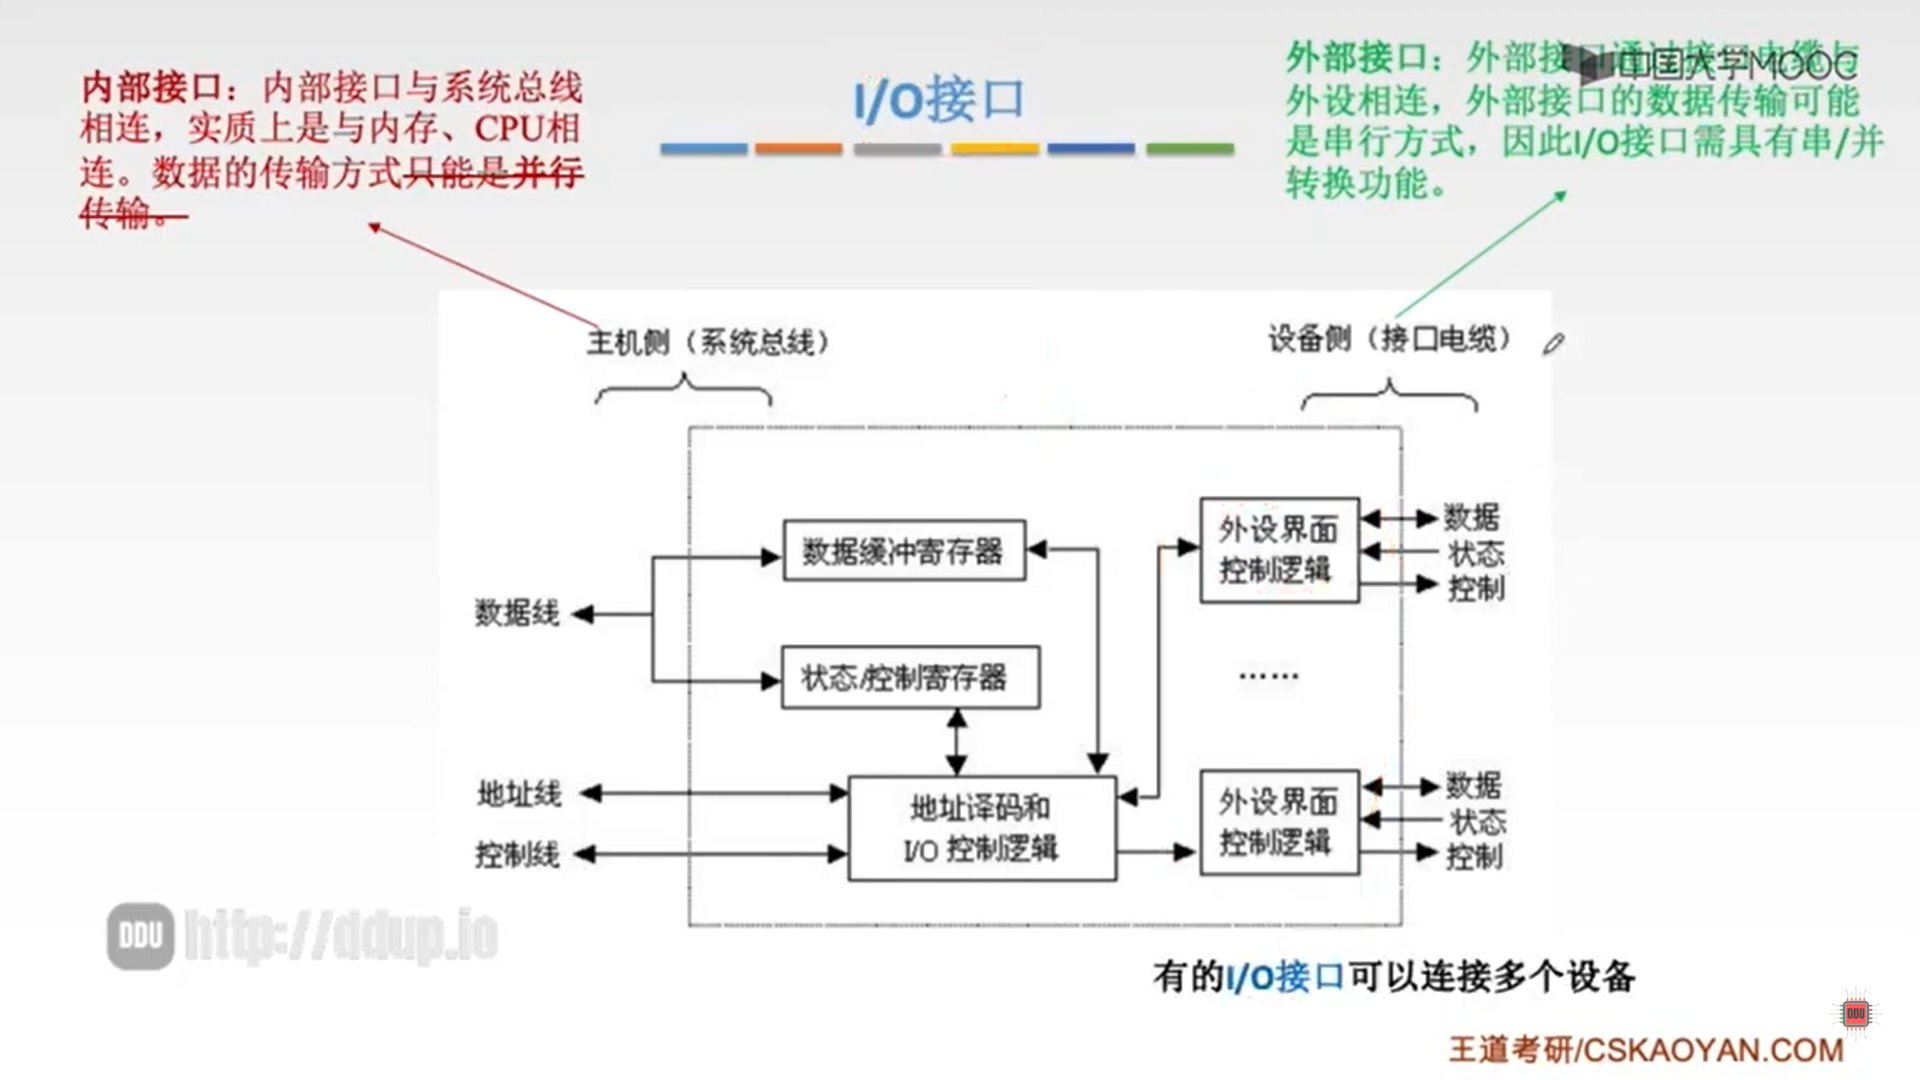 内部接口：内部接口与系统总线
相连，实质上是与内存、CPU相
连。数据的传输方式只能是并行
传输。
I/O接口
外部接口：外部接口通过接口电缆与
外设相连，外部接口的数据传输可能
是串行方式，因此I/O接口需具有串/并
转换功能。
中国大学MOOC
主机侧（系统总线）
设备侧（接口电缆）
数据缓冲寄存器
外设界面
控制逻辑
数据
状态
控制
数据线
状态/控制寄存器
……
地址线
控制线
地址译码和
I/O 控制逻辑
外设界面
控制逻辑
数据
状态
控制
DDU http://ddup.io
有的I/O接口可以连接多个设备
DDU
王道考研/CSKAOYAN.COM